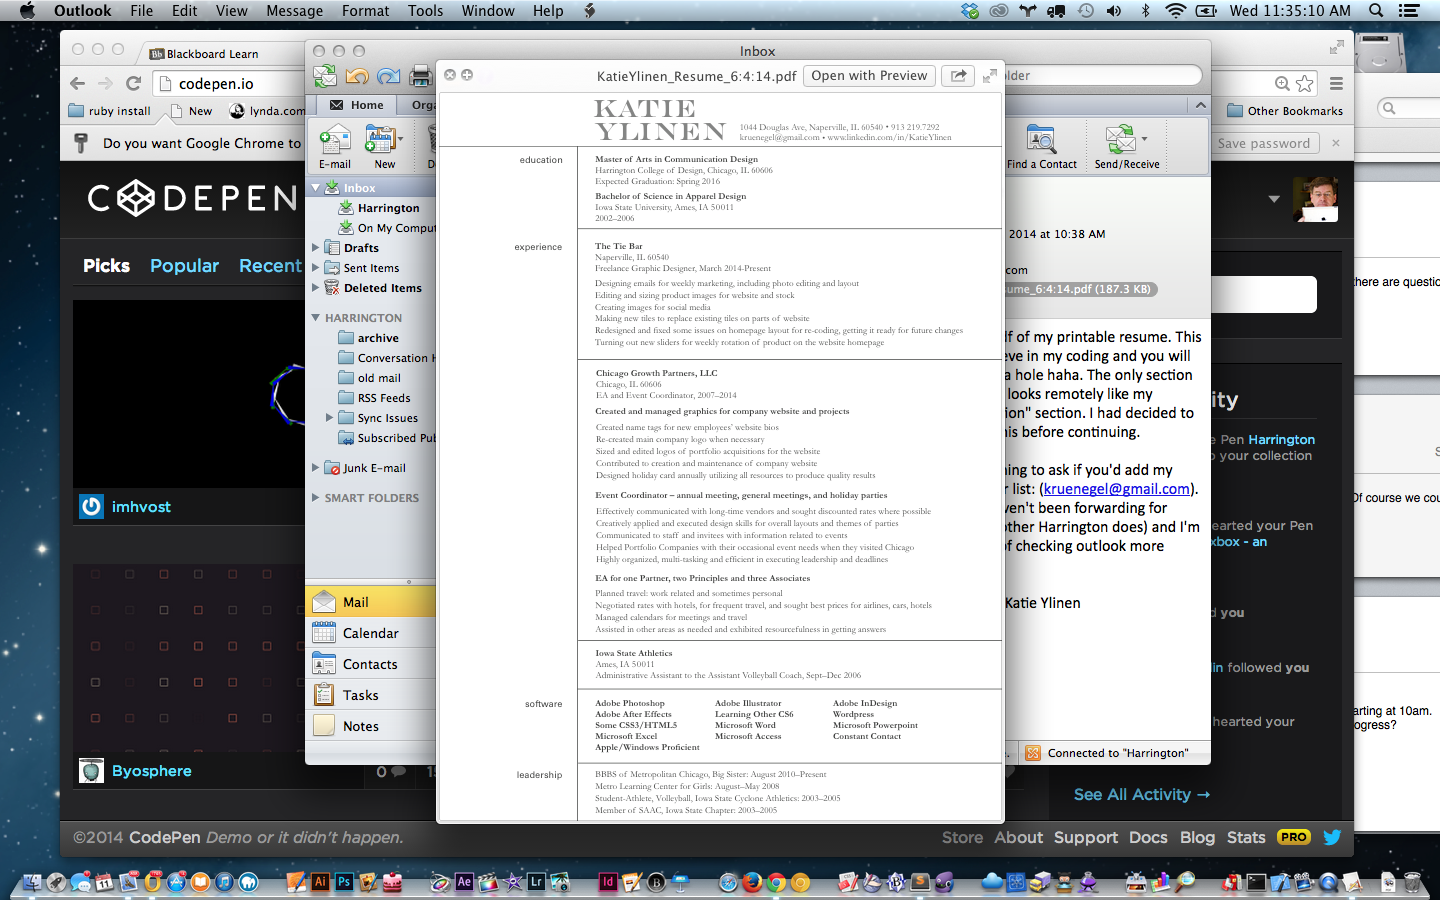 Outlook File Edit View Message Format Tools Window Help
Wed 11:35:10 AM
Blackboard Learn
codepen.io
ruby install New lynda.com
Other Bookmarks
Do you want Google Chrome to
Save password
CODEPEN
Picks Popular Recent
imhvost
Byosphere
0
©2014 CodePen Demo or it didn't happen.
Store About Support Docs Blog Stats PRO
Inbox
Home
E-mail
New
Find a Contact
Send/Receive
Inbox
Harrington
On My Comput
Drafts
Sent Items
Deleted Items
HARRINGTON
archive
Conversation H
old mail
RSS Feeds
Sync Issues
Subscribed Pub
Junk E-mail
SMART FOLDERS
Mail
Calendar
Contacts
Tasks
Notes
KatieYlinen_Resume_6:4:14.pdf
Open with Preview
KATIE
YLINEN
1044 Douglas Ave, Naperville, IL 60540 • 913 219.7292
kruenegel@gmail.com • www.linkedin.com/in/KatieYlinen
education
Master of Arts in Communication Design
Harrington College of Design, Chicago, IL 60606
Expected Graduation: Spring 2016
Bachelor of Science in Apparel Design
Iowa State University, Ames, IA 50011
2002–2006
experience
The Tie Bar
Naperville, IL 60540
Freelance Graphic Designer, March 2014-Present
Designing emails for weekly marketing, including photo editing and layout
Editing and sizing product images for website and stock
Creating images for social media
Making new tiles to replace existing tiles on parts of website
Redesigned and fixed some issues on homepage layout for re-coding, getting it ready for future changes
Turning out new sliders for weekly rotation of product on the website homepage
Chicago Growth Partners, LLC
Chicago, IL 60606
EA and Event Coordinator, 2007–2014
Created and managed graphics for company website and projects
Created name tags for new employees' website bios
Re-created main company logo when necessary
Sized and edited logos of portfolio acquisitions for the website
Contributed to creation and maintenance of company website
Designed holiday card annually utilizing all resources to produce quality results
Event Coordinator – annual meeting, general meetings, and holiday parties
Effectively communicated with long-time vendors and sought discounted rates where possible
Creatively applied and executed design skills for overall layouts and themes of parties
Communicated to staff and invitees with information related to events
Helped Portfolio Companies with their occasional event needs when they visited Chicago
Highly organized, multi-tasking and efficient in executing leadership and deadlines
EA for one Partner, two Principles and three Associates
Planned travel: work related and sometimes personal
Negotiated rates with hotels, for frequent travel, and sought best prices for airlines, cars, hotels
Managed calendars for meetings and travel
Assisted in other areas as needed and exhibited resourcefulness in getting answers
Iowa State Athletics
Ames, IA 50011
Administrative Assistant to the Assistant Volleyball Coach, Sept–Dec 2006
software
Adobe Photoshop Adobe Illustrator Adobe InDesign
Adobe After Effects Learning Other CS6 Wordpress
Some CSS3/HTML5 Microsoft Word Microsoft Powerpoint
Microsoft Excel Microsoft Access Constant Contact
Apple/Windows Proficient
leadership
BBBS of Metropolitan Chicago, Big Sister: August 2010–Present
Metro Learning Center for Girls: August–May 2008
Student-Athlete, Volleyball, Iowa State Cyclone Athletics: 2003–2005
Member of SAAC, Iowa State Chapter: 2003–2005
2014 at 10:38 AM
com
ume_6:4:14.pdf (187.3 KB)
lf of my printable resume. This
eve in my coding and you will
a hole haha. The only section
looks remotely like my
ion" section. I had decided to
his before continuing.
ning to ask if you'd add my
r list: (kruenegel@gmail.com).
ven't been forwarding for
other Harrington does) and I'm
of checking outlook more
Katie Ylinen
Connected to "Harrington"
ity
e Pen Harrington
o your collection
earted your Pen
xbox - an
d you
in followed you
hearted your
See All Activity →
there are questio
Of course we cou
arting at 10am.
ogress?